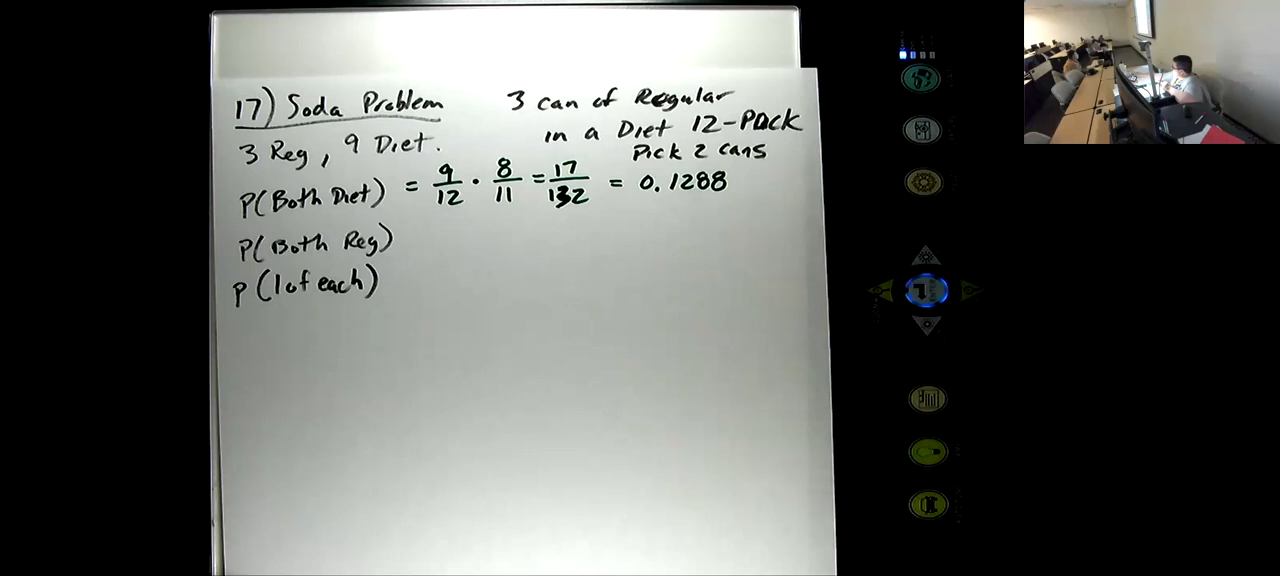 17) Soda Problem
3 can of Regular
in a Diet 12-Pack
Pick 2 cans
3 Reg, 9 Diet.
P(Both Diet) = 9/12 · 8/11 = 17/132 = 0.1288
P(Both Reg)
P(1 of each)